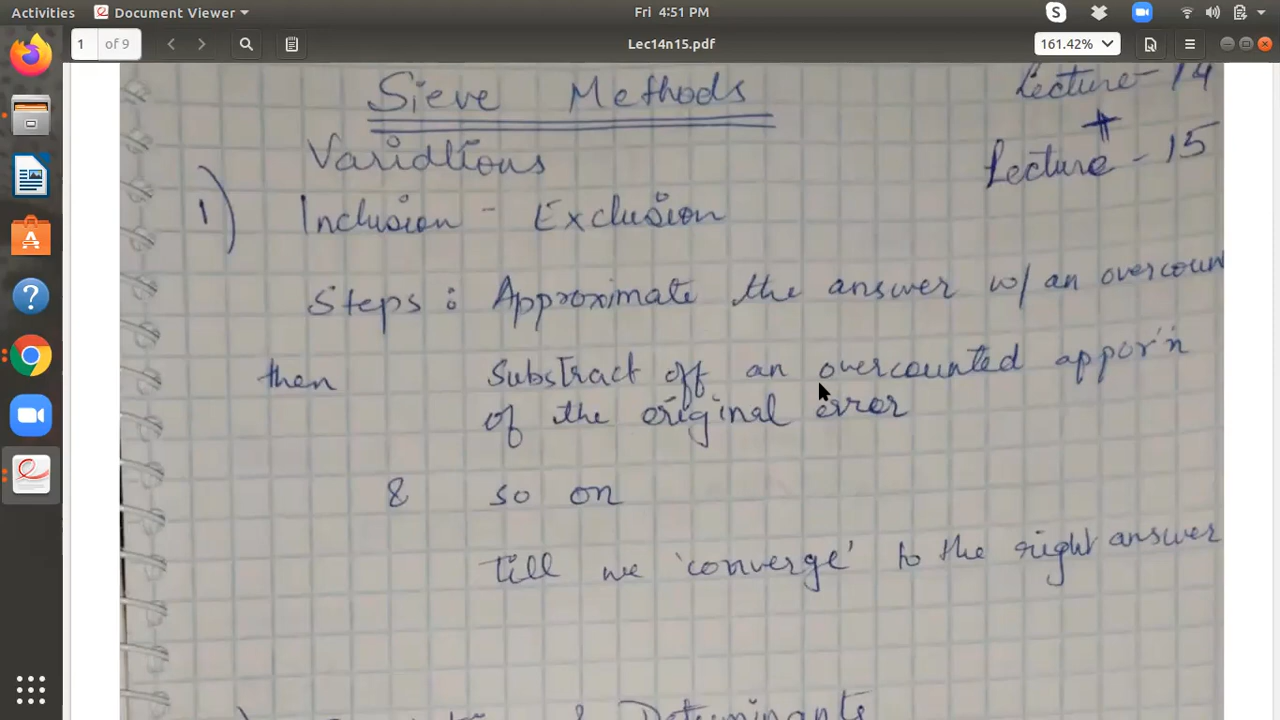 Activities Document Viewer Fri 4:51 PM
1 of 9 Lec14n15.pdf 161.42%
Sieve Methods Lecture - 14
+
Variations Lecture - 15
1) Inclusion - Exclusion
Steps : Approximate the answer w/ an overcoun
then Substract off an overcounted appor'n
of the original error
& so on
till we 'converge' to the right answer
& Determinants